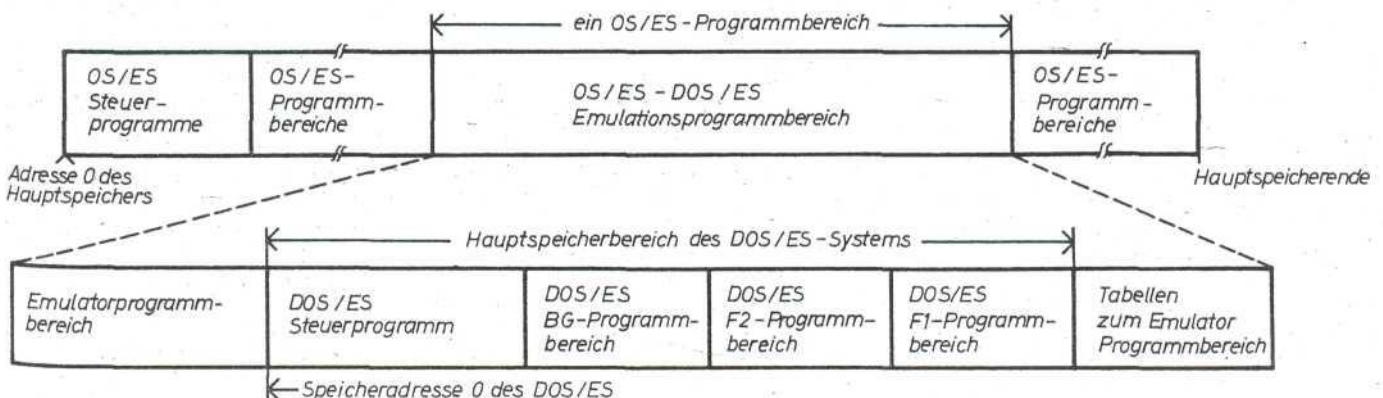 ein OS/ES-Programmbereich
OS/ES
Steuer-
programme
OS/ES-
Programm-
bereiche
OS/ES - DOS/ES
Emulationsprogrammbereich
OS/ES-
Programm-
bereiche
Adresse 0 des
Hauptspeichers
Hauptspeicherende
Hauptspeicherbereich des DOS/ES-Systems
Emulatorprogramm-
bereich
DOS/ES
Steuerprogramm
DOS/ES
BG-Programm-
bereich
DOS/ES
F2-Programm-
bereich
DOS/ES
F1-Programm-
bereich
Tabellen
zum Emulator
Programmbereich
Speicheradresse 0 des DOS/ES